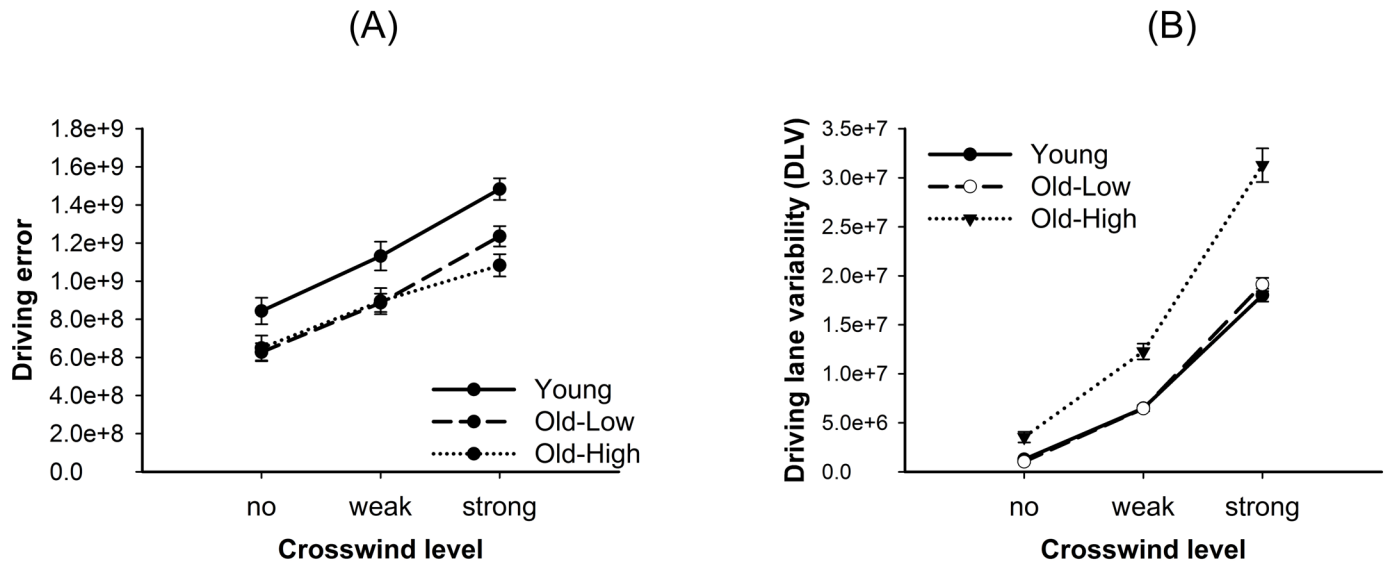 (A)
Driving error
1.8e+9
1.6e+9
1.4e+9
1.2e+9
1.0e+9
8.0e+8
6.0e+8
4.0e+8
2.0e+8
0.0
Young
Old-Low
Old-High
no weak strong
Crosswind level
(B)
Driving lane variability (DLV)
3.5e+7
3.0e+7
2.5e+7
2.0e+7
1.5e+7
1.0e+7
5.0e+6
0.0
Young
Old-Low
Old-High
no weak strong
Crosswind level